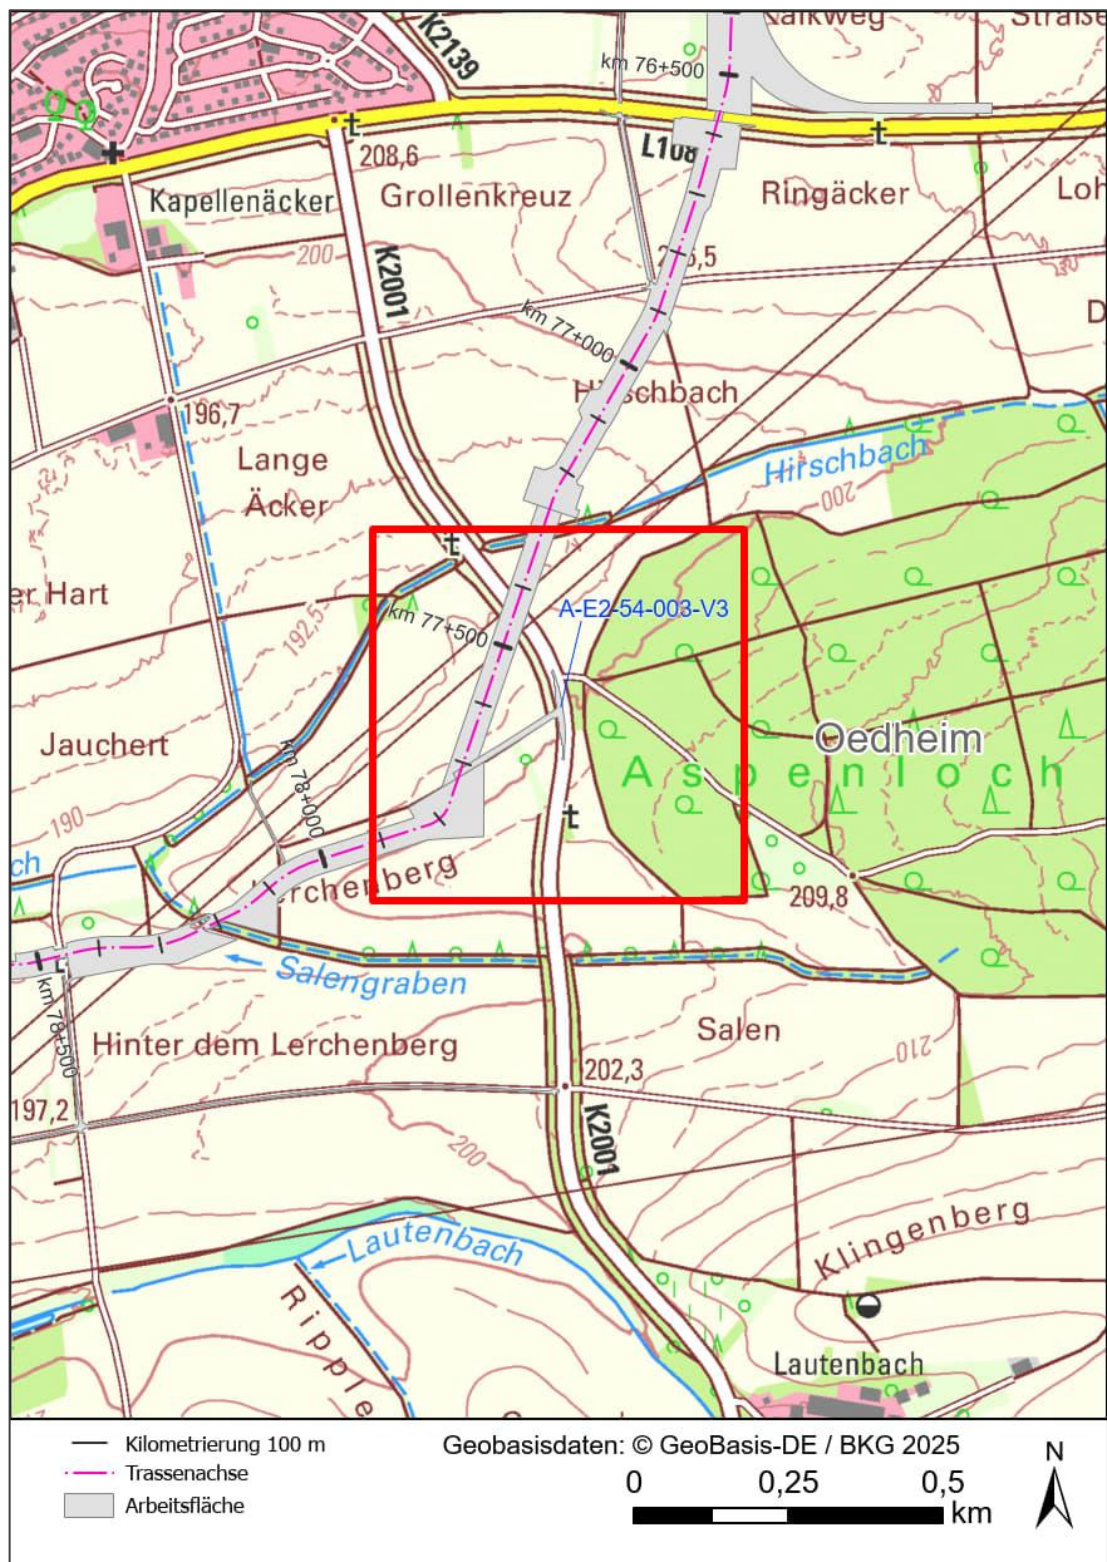 Kalkweg
Straße
K2139
km 76+500
208,6
L108
Kapellenäcker
Grollenkreuz
Ringäcker
200
K2001
km 77+000
Hirschbach
196,7
Lange
Äcker
Hirschbach
200
er Hart
192,5
km 77+500
A-E2-54-003-V3
Jauchert
Oedheim
Aspenloch
km 78+000
190
ch
Lerchenberg
209,8
Salengraben
km 78+500
Hinter dem Lerchenberg
Salen
210
202,3
197,2
K2001
200
Lautenbach
Klingenberg
Ripple
Lautenbach
Kilometrierung 100 m
Trassenachse
Arbeitsfläche
Geobasisdaten: © GeoBasis-DE / BKG 2025
0 0,25 0,5
km
N